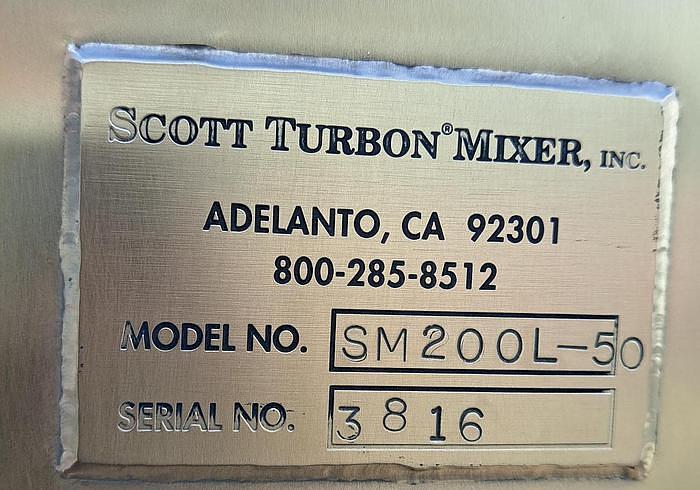 SCOTT TURBON® MIXER, INC.
ADELANTO, CA 92301
800-285-8512
MODEL NO. SM200L-50
SERIAL NO. 3816